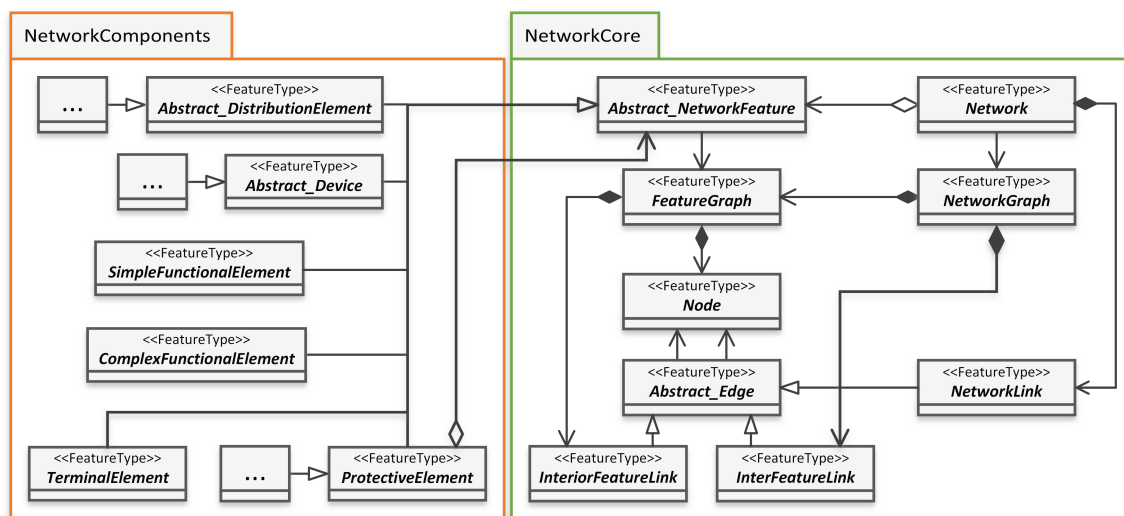 NetworkComponents
NetworkCore
...
<<FeatureType>>
Abstract_DistributionElement
<<FeatureType>>
Abstract_NetworkFeature
<<FeatureType>>
Network
...
<<FeatureType>>
Abstract_Device
<<FeatureType>>
FeatureGraph
<<FeatureType>>
NetworkGraph
<<FeatureType>>
SimpleFunctionalElement
<<FeatureType>>
Node
<<FeatureType>>
ComplexFunctionalElement
<<FeatureType>>
Abstract_Edge
<<FeatureType>>
NetworkLink
<<FeatureType>>
TerminalElement
...
<<FeatureType>>
ProtectiveElement
<<FeatureType>>
InteriorFeatureLink
<<FeatureType>>
InterFeatureLink